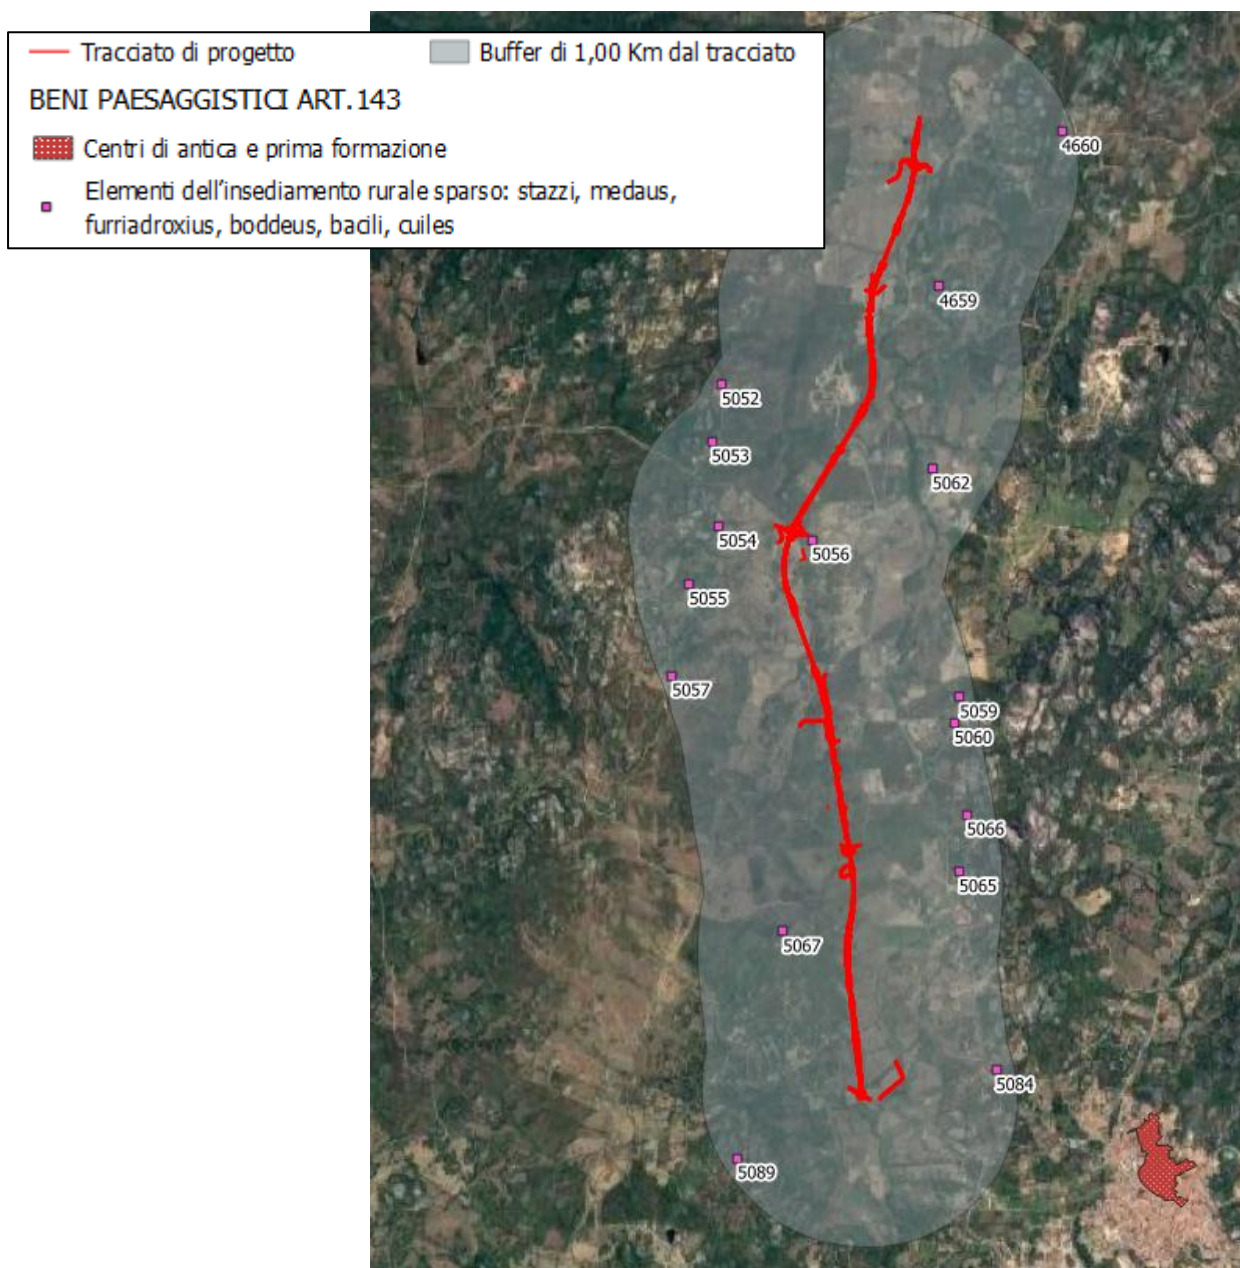 Tracciato di progetto
Buffer di 1,00 Km dal tracciato
BENI PAESAGGISTICI ART.143
Centri di antica e prima formazione
Elementi dell'insediamento rurale sparso: stazzi, medaus,
furriadroxius, boddeus, bacili, cuiles
4660
4659
5052
5053
5062
5054
5056
5055
5057
5059
5060
5066
5065
5067
5084
5089